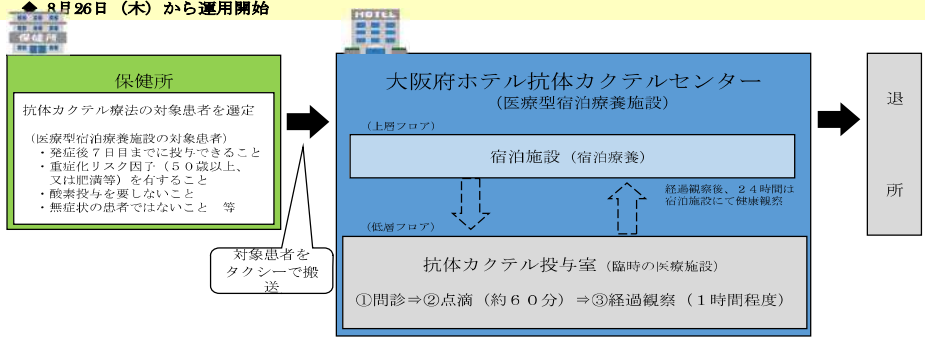 ◆ 8月26日（木）から運用開始
保健所
HOTEL
保健所
抗体カクテル療法の対象患者を選定
（医療型宿泊療養施設の対象患者）
・発症後７日目までに投与できること
・重症化リスク因子（５０歳以上、
又は肥満等）を有すること
・酸素投与を要しないこと
・無症状の患者ではないこと　等
対象患者を
タクシーで搬
送
大阪府ホテル抗体カクテルセンター
（医療型宿泊療養施設）
（上層フロア）
宿泊施設（宿泊療養）
経過観察後、２４時間は
宿泊施設にて健康観察
（低層フロア）
抗体カクテル投与室（臨時の医療施設）
①問診⇒②点滴（約６０分）⇒③経過観察（１時間程度）
退
所